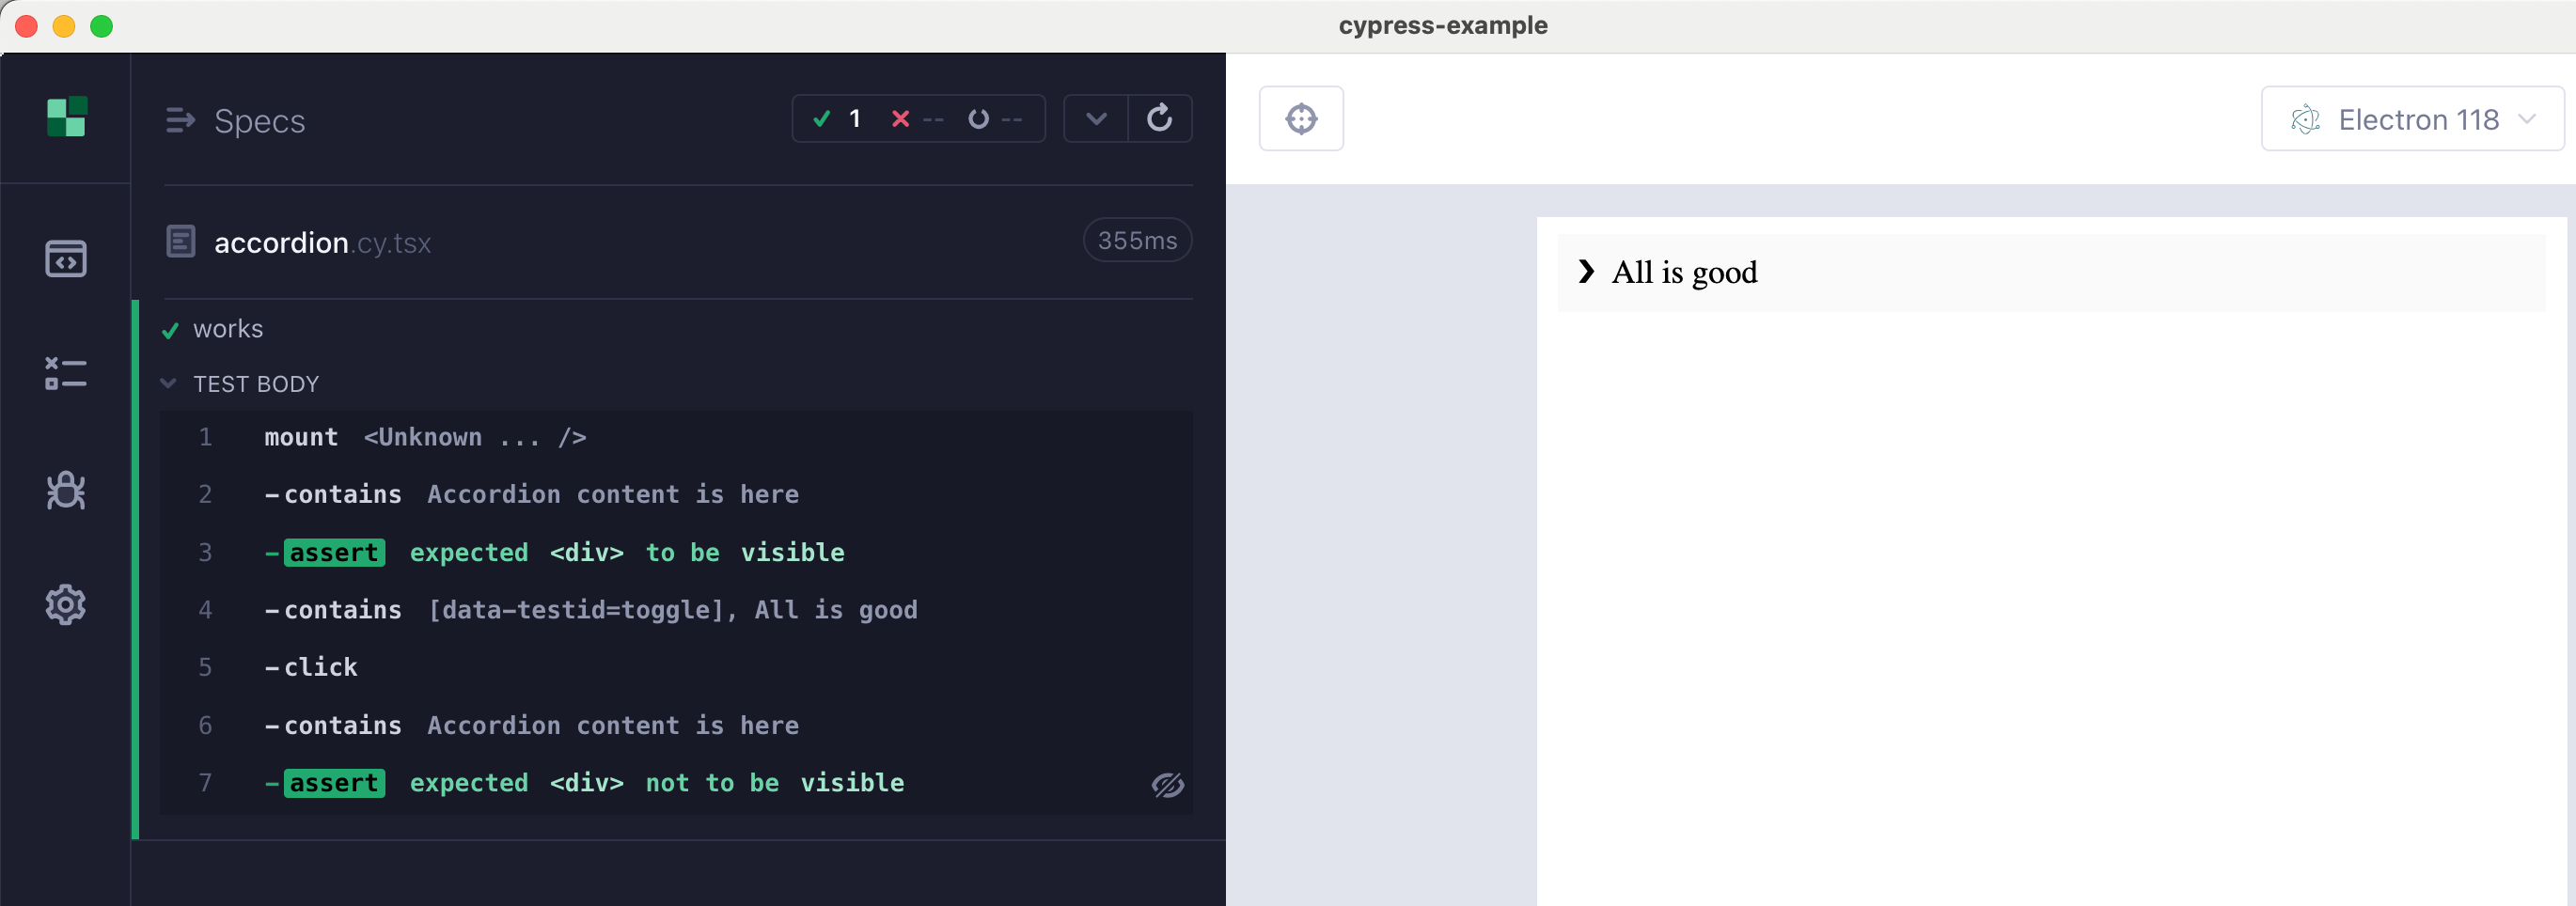 cypress-example
Specs
1 -- --
Electron 118
accordion.cy.tsx
355ms
works
TEST BODY
1 mount <Unknown ... />
2 -contains Accordion content is here
3 -assert expected <div> to be visible
4 -contains [data-testid=toggle], All is good
5 -click
6 -contains Accordion content is here
7 -assert expected <div> not to be visible
All is good